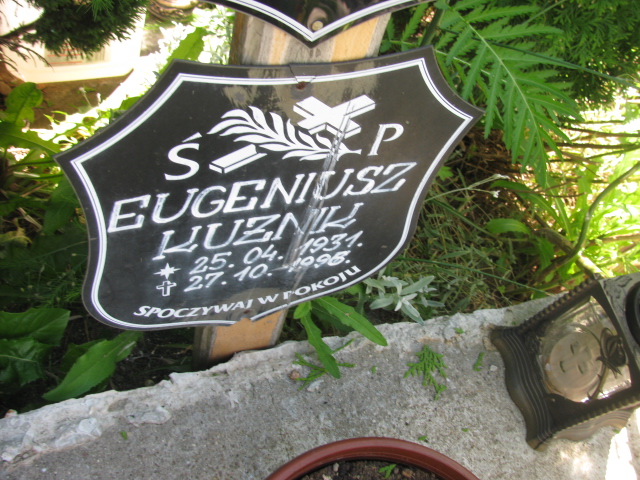 Ś P
EUGENIUSZ
KUZNIK
* 25.04.1931.
✝ 27.10.1996.
SPOCZYWAJ W POKOJU